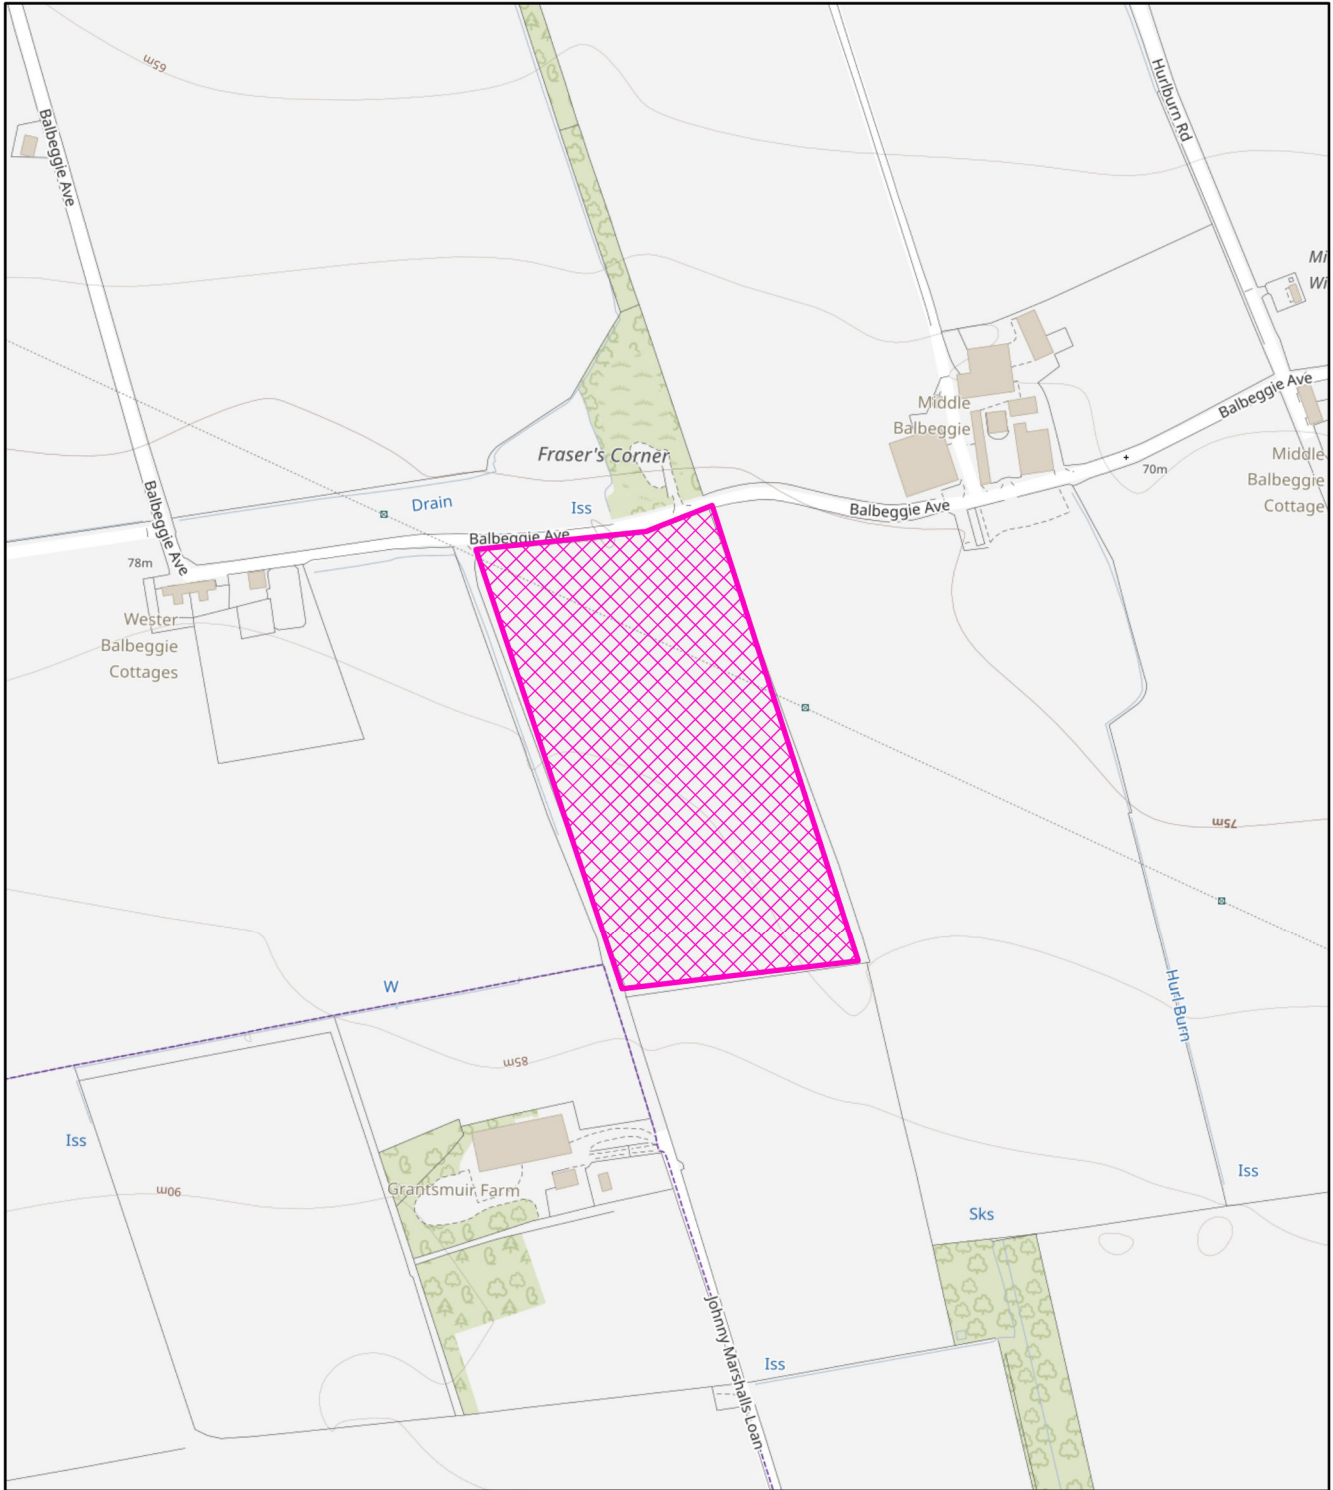 65m
Balbeggie Ave
Hurlburn Rd
Mi
Wi
Middle
Balbeggie
Balbeggie Ave
Fraser's Corner
70m
Middle
Balbeggie
Cottage
Balbeggie Ave
Drain
Iss
Balbeggie Ave
Balbeggie Ave
78m
Wester
Balbeggie
Cottages
75m
W
Hurl Burn
85m
Iss
Iss
90m
Grantsmuir Farm
Sks
Johnny Marshalls Loan
Iss